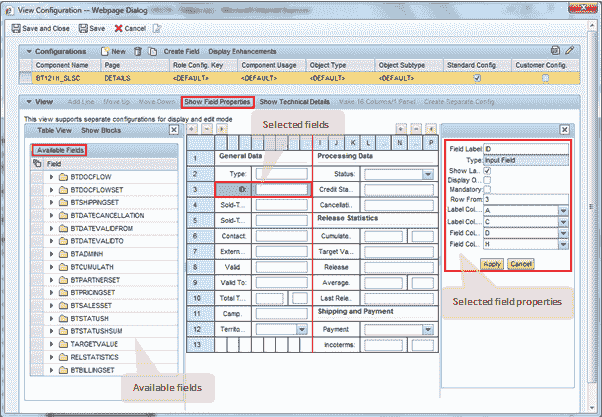 View Configuration -- Webpage Dialog
Save and Close Save Cancel
Configurations New Create Field Display Enhancements
Component Name Page Role Config. Key Component Usage Object Type Object Subtype Standard Config. Customer Config.
BT121H_SLSC DETAILS <DEFAULT> <DEFAULT> <DEFAULT> <DEFAULT>
View Add Line Move Up Move Down Show Field Properties Show Technical Details Make 16 Columns/1 Panel Create Separate Config.
This view supports separate configurations for display and edit mode
Table View Show Blocks
Available Fields
Field
BTDOCFLOW
BTDOCFLOWSET
BTSHIPPINGSET
BTDATECANCELLATION
BTDATEVALIDFROM
BTDATEVALIDTO
BTADMINH
BTCUMULATH
BTPARTNERSET
BTPRICINGSET
BTSALESSET
BTSTATUSH
BTSTATUSHSUM
TARGETVALUE
RELSTATISTICS
BTBILLINGSET
Available fields
Selected fields
A B C D E F G H I J K L M N O P
1 General Data Processing Data
2 Type: Status:
3 ID: Credit Sta...
4 Sold-T... Cancellati...
5 Sold-T... Release Statistics
6 Contact: Cumulate..
7 Extern... Target Va...
8 Valid Release
9 Valid To: Average.
10 Total T... Last Rele..
11 Camp. Shipping and Payment
12 Territo... Payment
13 Incoterms:
Field Label: ID
Type: Input Field
Show La...
Display O...
Mandatory:
Row From: 3
Label Col... A
Label Col... C
Field Col... D
Field Col... H
Apply Cancel
Selected field properties